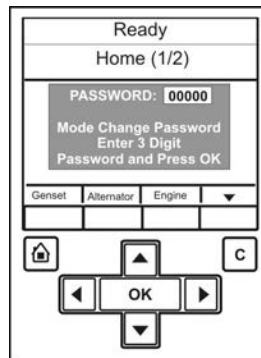 Ready
Home (1/2)
PASSWORD: 00000
Mode Change Password
Enter 3 Digit
Password and Press OK
Genset Alternator Engine
C
OK